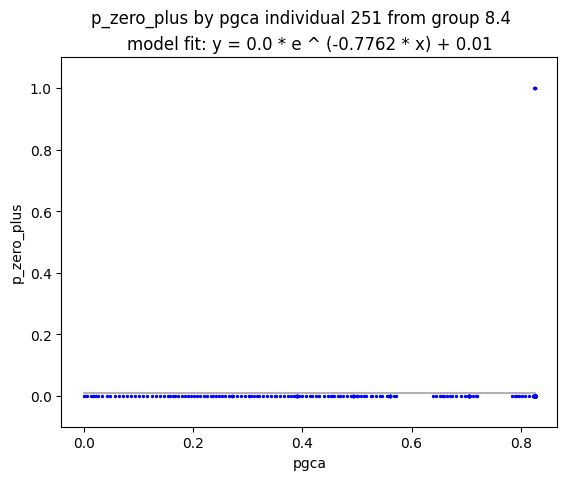 p_zero_plus by pgca individual 251 from group 8.4
model fit: y = 0.0 * e ^ (-0.7762 * x) + 0.01
1.0
0.8
0.6
0.4
0.2
0.0
p_zero_plus
0.0 0.2 0.4 0.6 0.8
pgca